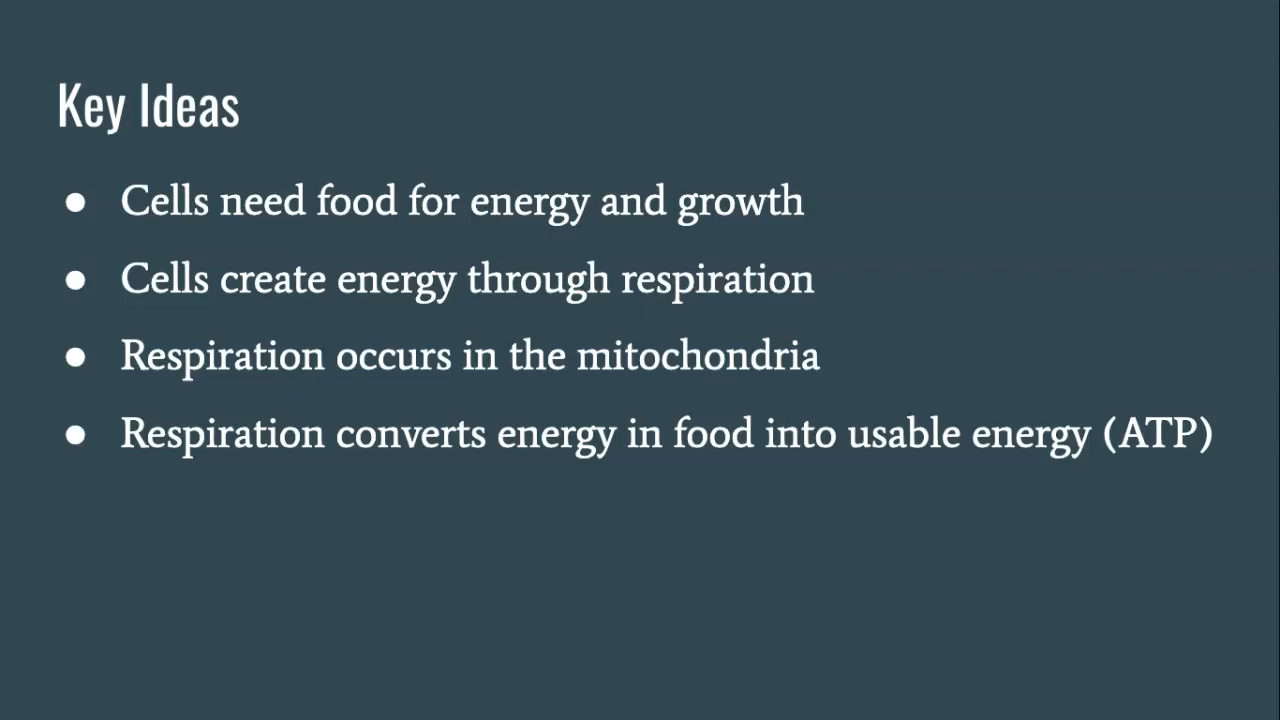 Key Ideas
● Cells need food for energy and growth
● Cells create energy through respiration
● Respiration occurs in the mitochondria
● Respiration converts energy in food into usable energy (ATP)